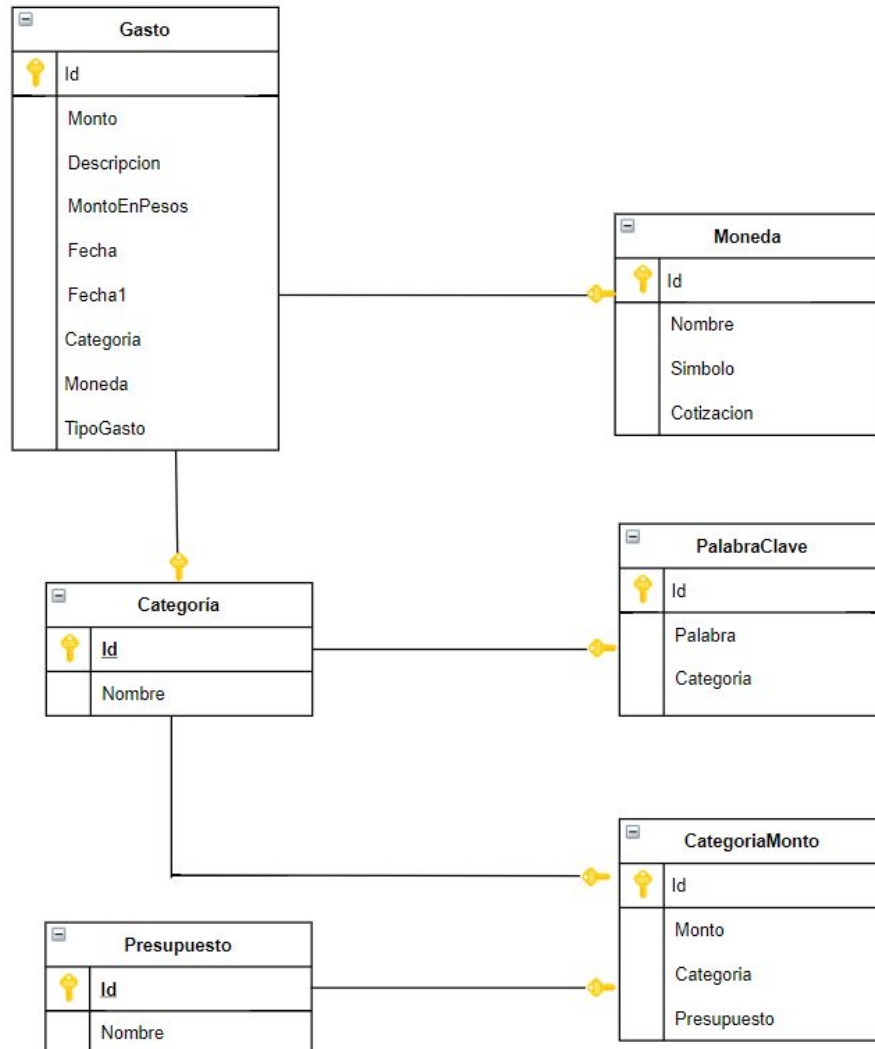 Gasto
Id
Monto
Descripcion
MontoEnPesos
Fecha
Fecha1
Categoria
Moneda
TipoGasto
Moneda
Id
Nombre
Simbolo
Cotizacion
Categoría
Id
Nombre
PalabraClave
Id
Palabra
Categoria
CategoriaMonto
Id
Monto
Categoria
Presupuesto
Presupuesto
Id
Nombre